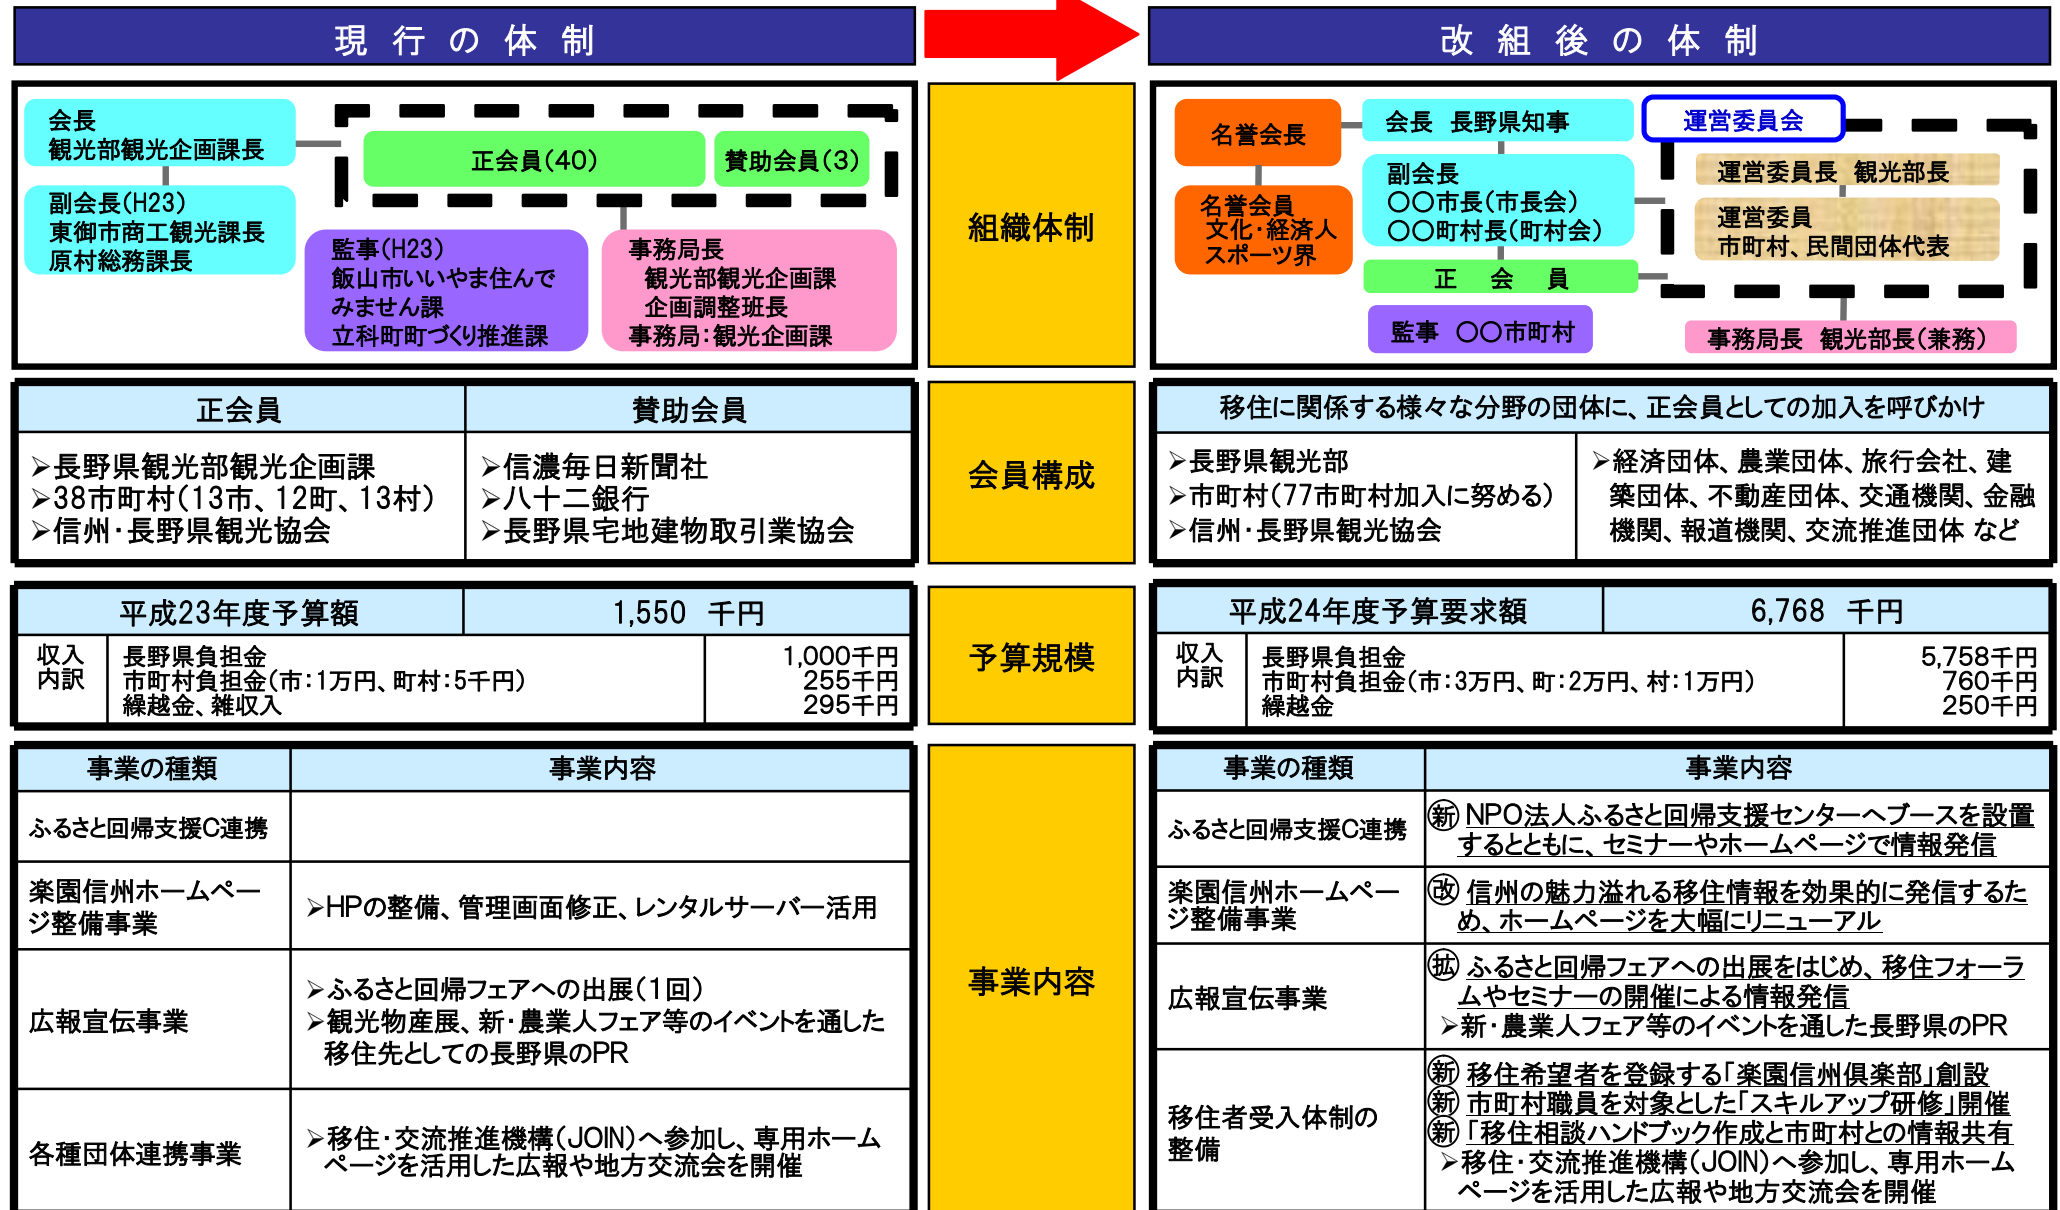 現行の体制
改組後の体制
会長
観光部観光企画課長
副会長(H23)
東御市商工観光課長
原村総務課長
正会員(40)
賛助会員(3)
監事(H23)
飯山市いいやま住んで
みません課
立科町町づくり推進課
事務局長
観光部観光企画課
企画調整班長
事務局:観光企画課
組織体制
名誉会長
名誉会員
文化・経済人
スポーツ界
会長 長野県知事
副会長
〇〇市長(市長会)
〇〇町村長(町村会)
正会員
監事 〇〇市町村
運営委員会
運営委員長 観光部長
運営委員
市町村、民間団体代表
事務局長 観光部長(兼務)
正会員
賛助会員
➢長野県観光部観光企画課
➢38市町村(13市、12町、13村)
➢信州・長野県観光協会
➢信濃毎日新聞社
➢八十二銀行
➢長野県宅地建物取引業協会
会員構成
移住に関係する様々な分野の団体に、正会員としての加入を呼びかけ
➢長野県観光部
➢市町村(77市町村加入に努める)
➢信州・長野県観光協会
➢経済団体、農業団体、旅行会社、建
築団体、不動産団体、交通機関、金融
機関、報道機関、交流推進団体 など
平成23年度予算額
1,550 千円
収入
内訳
長野県負担金 1,000千円
市町村負担金(市:1万円、町村:5千円) 255千円
繰越金、雑収入 295千円
予算規模
平成24年度予算要求額
6,768 千円
収入
内訳
長野県負担金 5,758千円
市町村負担金(市:3万円、町:2万円、村:1万円) 760千円
繰越金 250千円
事業の種類
事業内容
ふるさと回帰支援C連携
楽園信州ホームペー
ジ整備事業
➢HPの整備、管理画面修正、レンタルサーバー活用
広報宣伝事業
➢ふるさと回帰フェアへの出展(1回)
➢観光物産展、新・農業人フェア等のイベントを通した
移住先としての長野県のPR
各種団体連携事業
➢移住・交流推進機構(JOIN)へ参加し、専用ホーム
ページを活用した広報や地方交流会を開催
事業内容
事業の種類
事業内容
ふるさと回帰支援C連携
新 NPO法人ふるさと回帰支援センターへブースを設置
するとともに、セミナーやホームページで情報発信
楽園信州ホームペー
ジ整備事業
改 信州の魅力溢れる移住情報を効果的に発信するた
め、ホームページを大幅にリニューアル
広報宣伝事業
拡 ふるさと回帰フェアへの出展をはじめ、移住フォーラ
ムやセミナーの開催による情報発信
➢新・農業人フェア等のイベントを通した長野県のPR
移住者受入体制の
整備
新 移住希望者を登録する「楽園信州倶楽部」創設
新 市町村職員を対象とした「スキルアップ研修」開催
新 「移住相談ハンドブック作成と市町村との情報共有
➢移住・交流推進機構(JOIN)へ参加し、専用ホーム
ページを活用した広報や地方交流会を開催